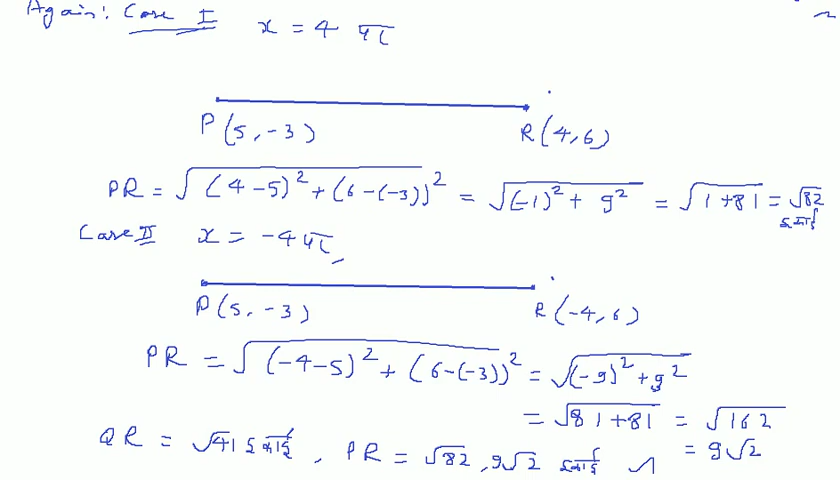 Again: Case I x = 4 पर
P(5, -3) R(4, 6)
PR = √(4-5)² + (6-(-3))² = √(-1)² + 9² = √1+81 = √82 इकाई
Case II x = -4 पर,
P(5, -3) R(-4, 6)
PR = √(-4-5)² + (6-(-3))² = √(-9)² + 9²
= √81+81 = √162
= 9√2
QR = √41 इकाई, PR = √82, 9√2 इकाई